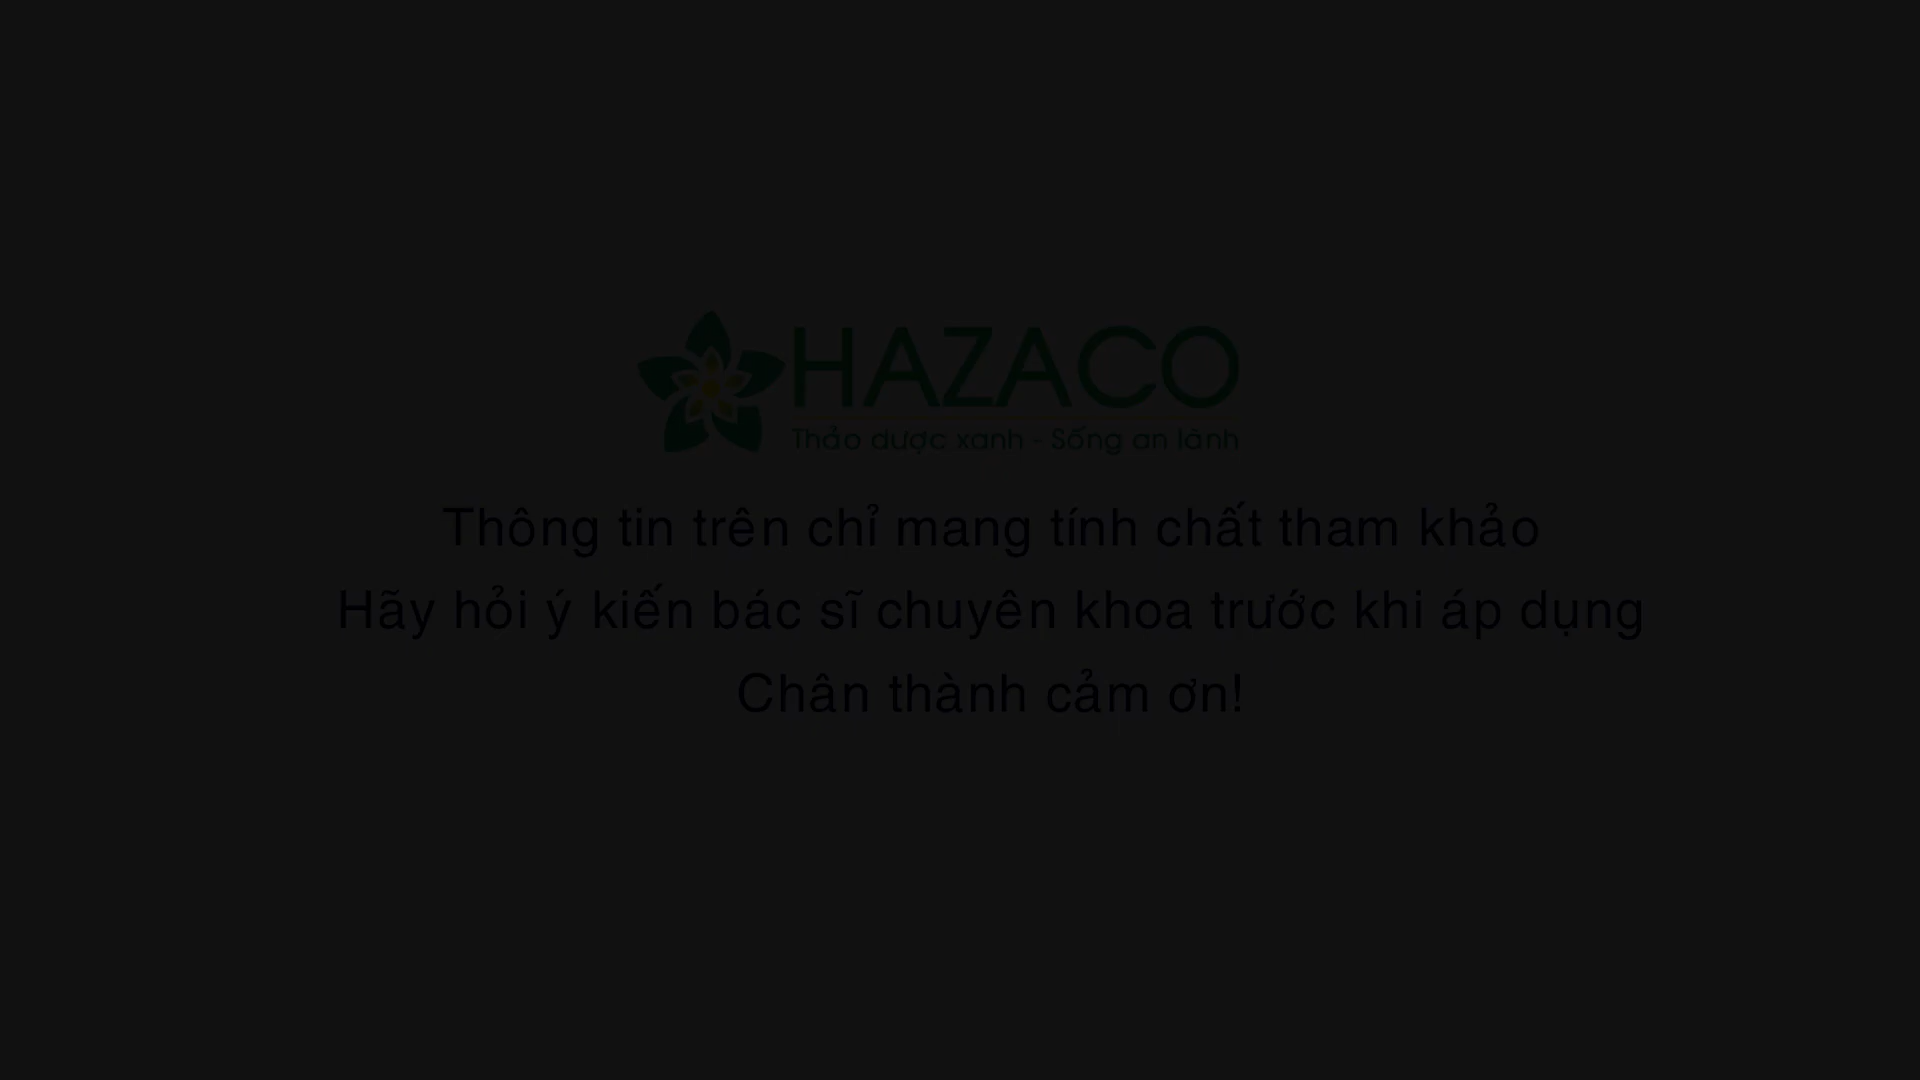 HAZACO
Thảo dược xanh - Sống an lành
Thông tin trên chỉ mang tính chất tham khảo
Hãy hỏi ý kiến bác sĩ chuyên khoa trước khi áp dụng
Chân thành cảm ơn!